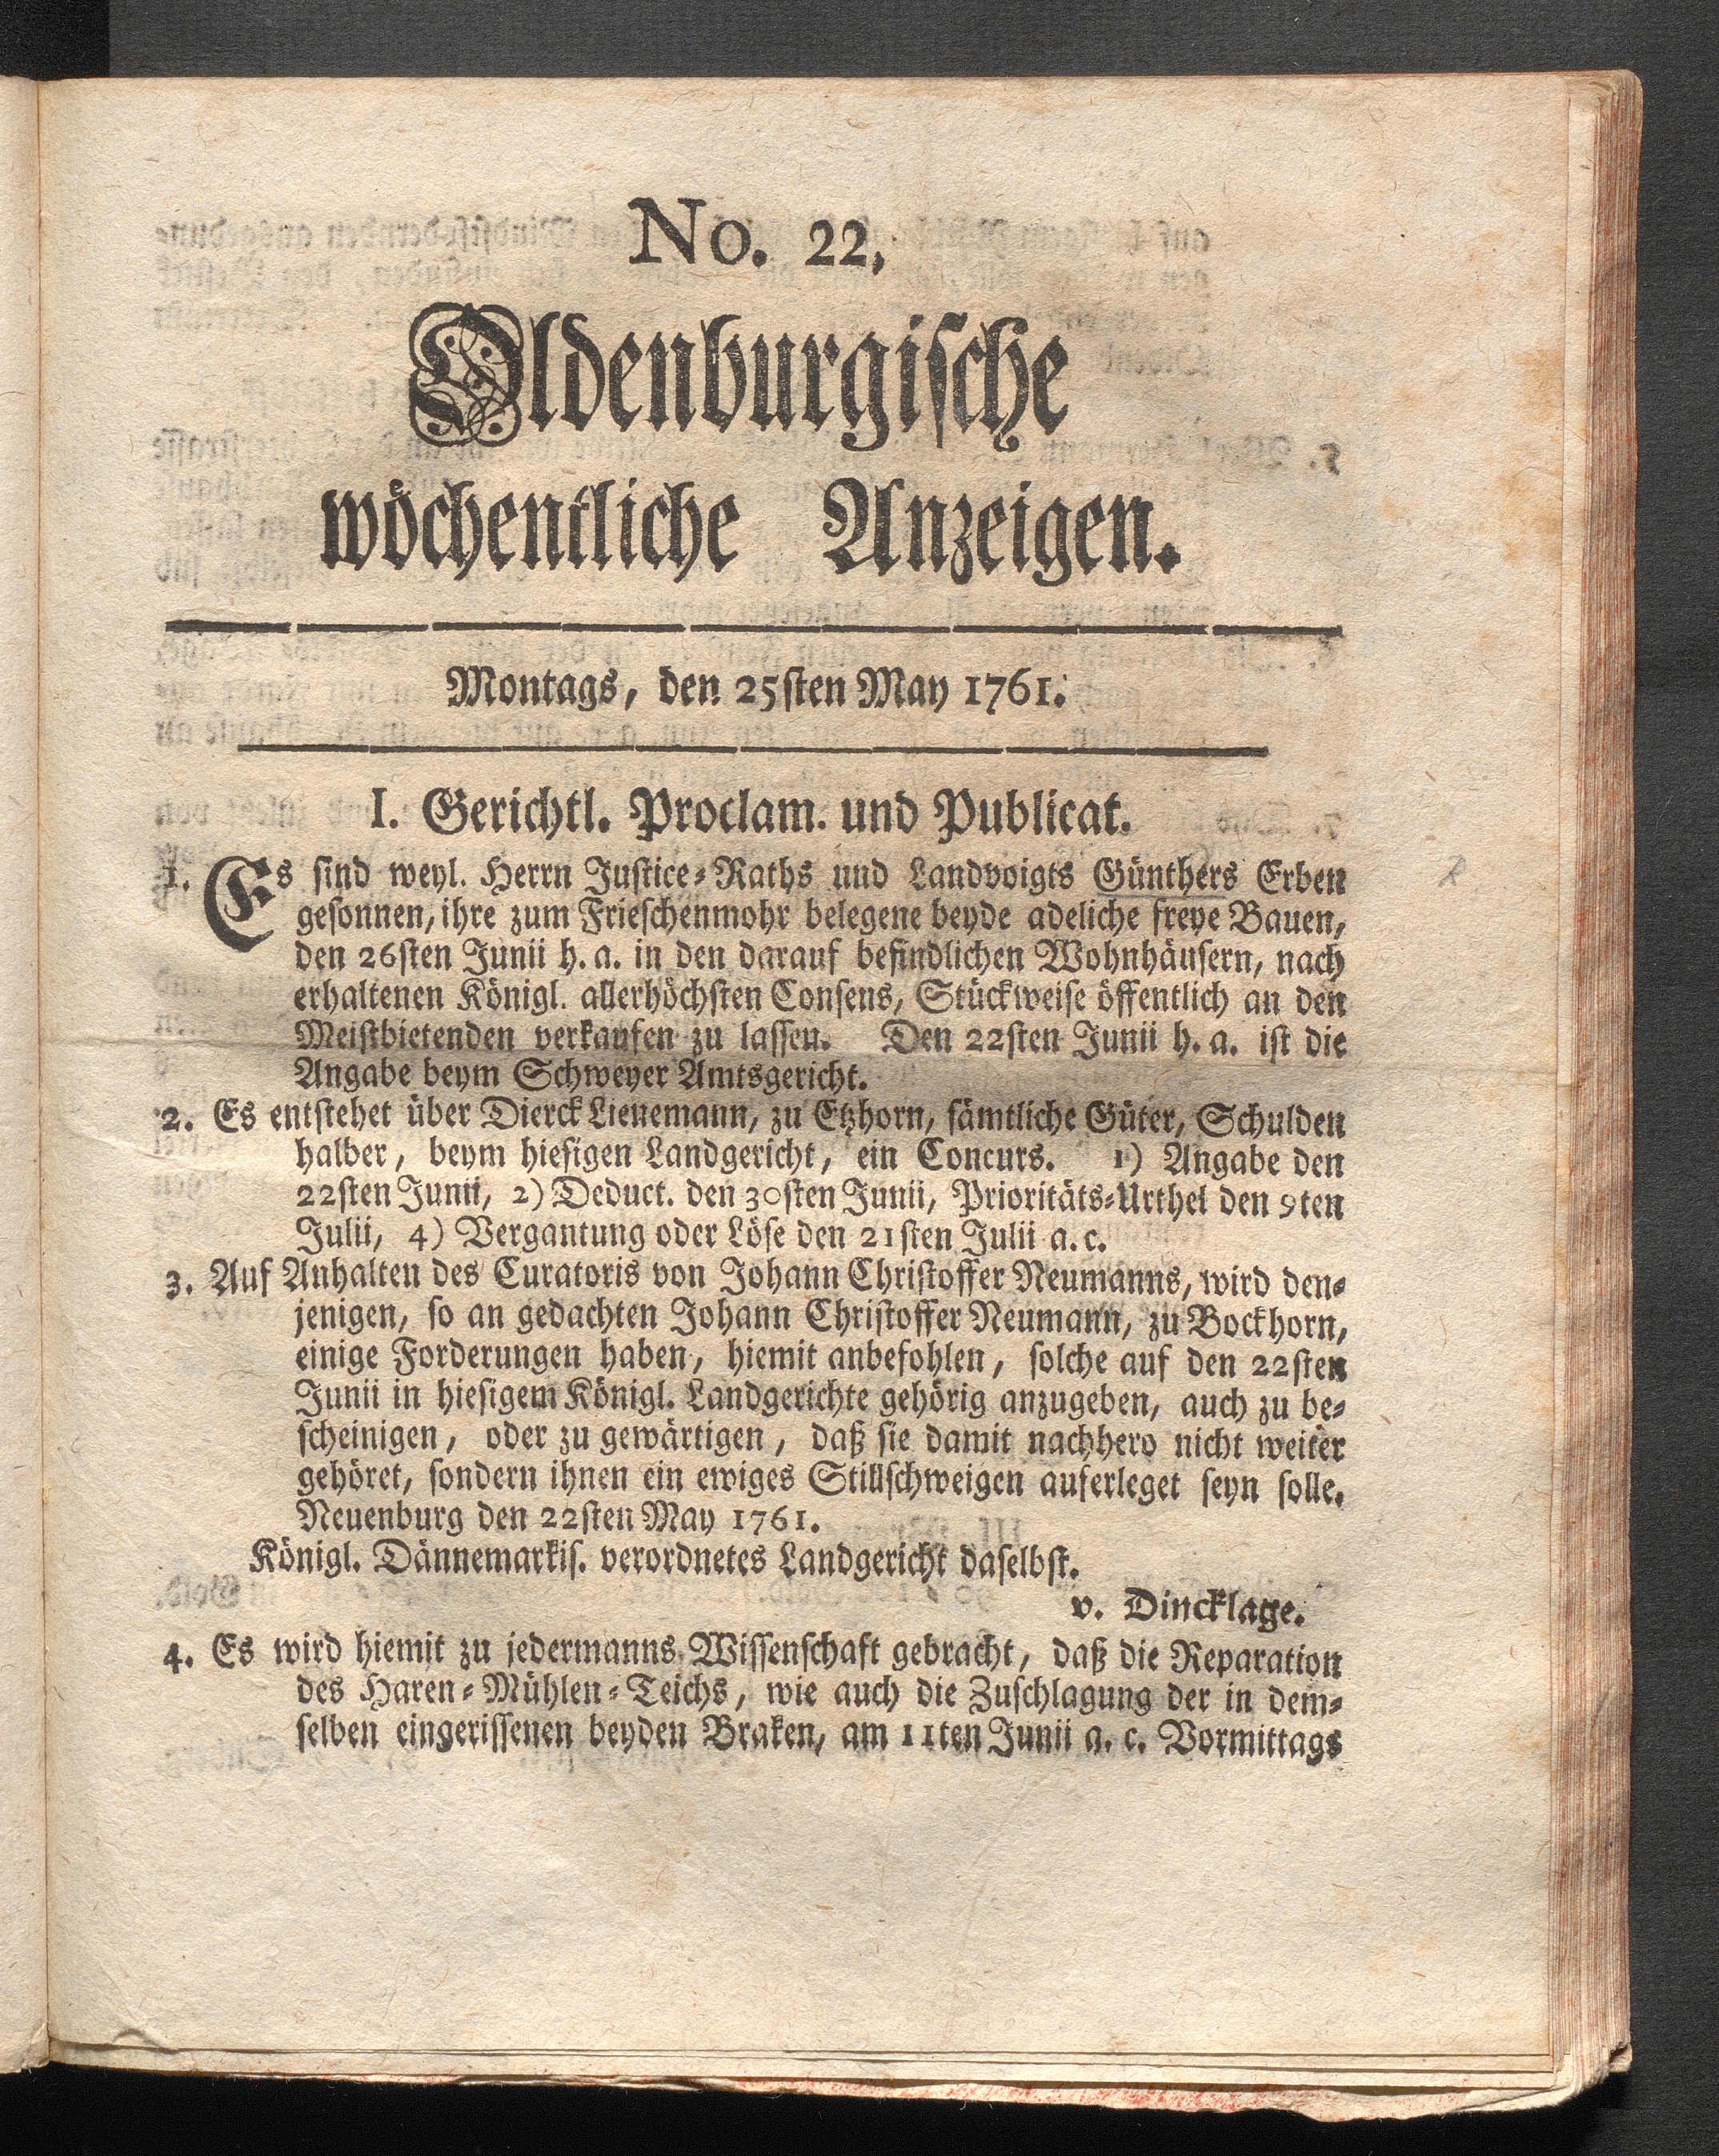 No. 22.
Oldenburgische
wöchentliche Anzeigen.
Montags, den 25sten May 1761.
I. Gerichtl. Proclam. und Publicat.
1. Es sind weyl. Herrn Justice-Raths und Landvoigts Günthers Erben
gesonnen, ihre zum Frieschenmohr belegene beyde adeliche freye Bauen,
den 26sten Junii h. a. in den darauf befindlichen Wohnhäusern, nach
erhaltenen Königl. allerhöchsten Consens, Stückweise öffentlich an den
Meistbietenden verkaufen zu lassen. Den 22sten Junii h. a. ist die
Angabe beym Schweyer Amtsgericht.
2. Es entstehet über Dierck Lienemann, zu Etzhorn, sämtliche Güter, Schulden
halber, beym hiesigen Landgericht, ein Concurs. 1) Angabe den
22sten Junii, 2) Deduct. den 30sten Junii, Prioritäts-Urthel den 9ten
Julii, 4) Vergantung oder Löse den 21sten Julii a. c.
3. Auf Anhalten des Curatoris von Johann Christoffer Neumanns, wird den-
jenigen, so an gedachten Johann Christoffer Neumann, zu Bockhorn,
einige Forderungen haben, hiemit anbefohlen, solche auf den 22sten
Junii in hiesigem Königl. Landgerichte gehörig anzugeben, auch zu be-
scheinigen, oder zu gewärtigen, daß sie damit nachhero nicht weiter
gehöret, sondern ihnen ein ewiges Stillschweigen auferleget seyn solle.
Neuenburg den 22sten May 1761.
Königl. Dännemarkis. verordnetes Landgericht daselbst.
v. Dincklage.
4. Es wird hiemit zu jedermanns Wissenschaft gebracht, daß die Reparation
des Haren-Mühlen-Teichs, wie auch die Zuschlagung der in dem-
selben eingerissenen beyden Braken, am 11ten Junii a. c. Vormittags